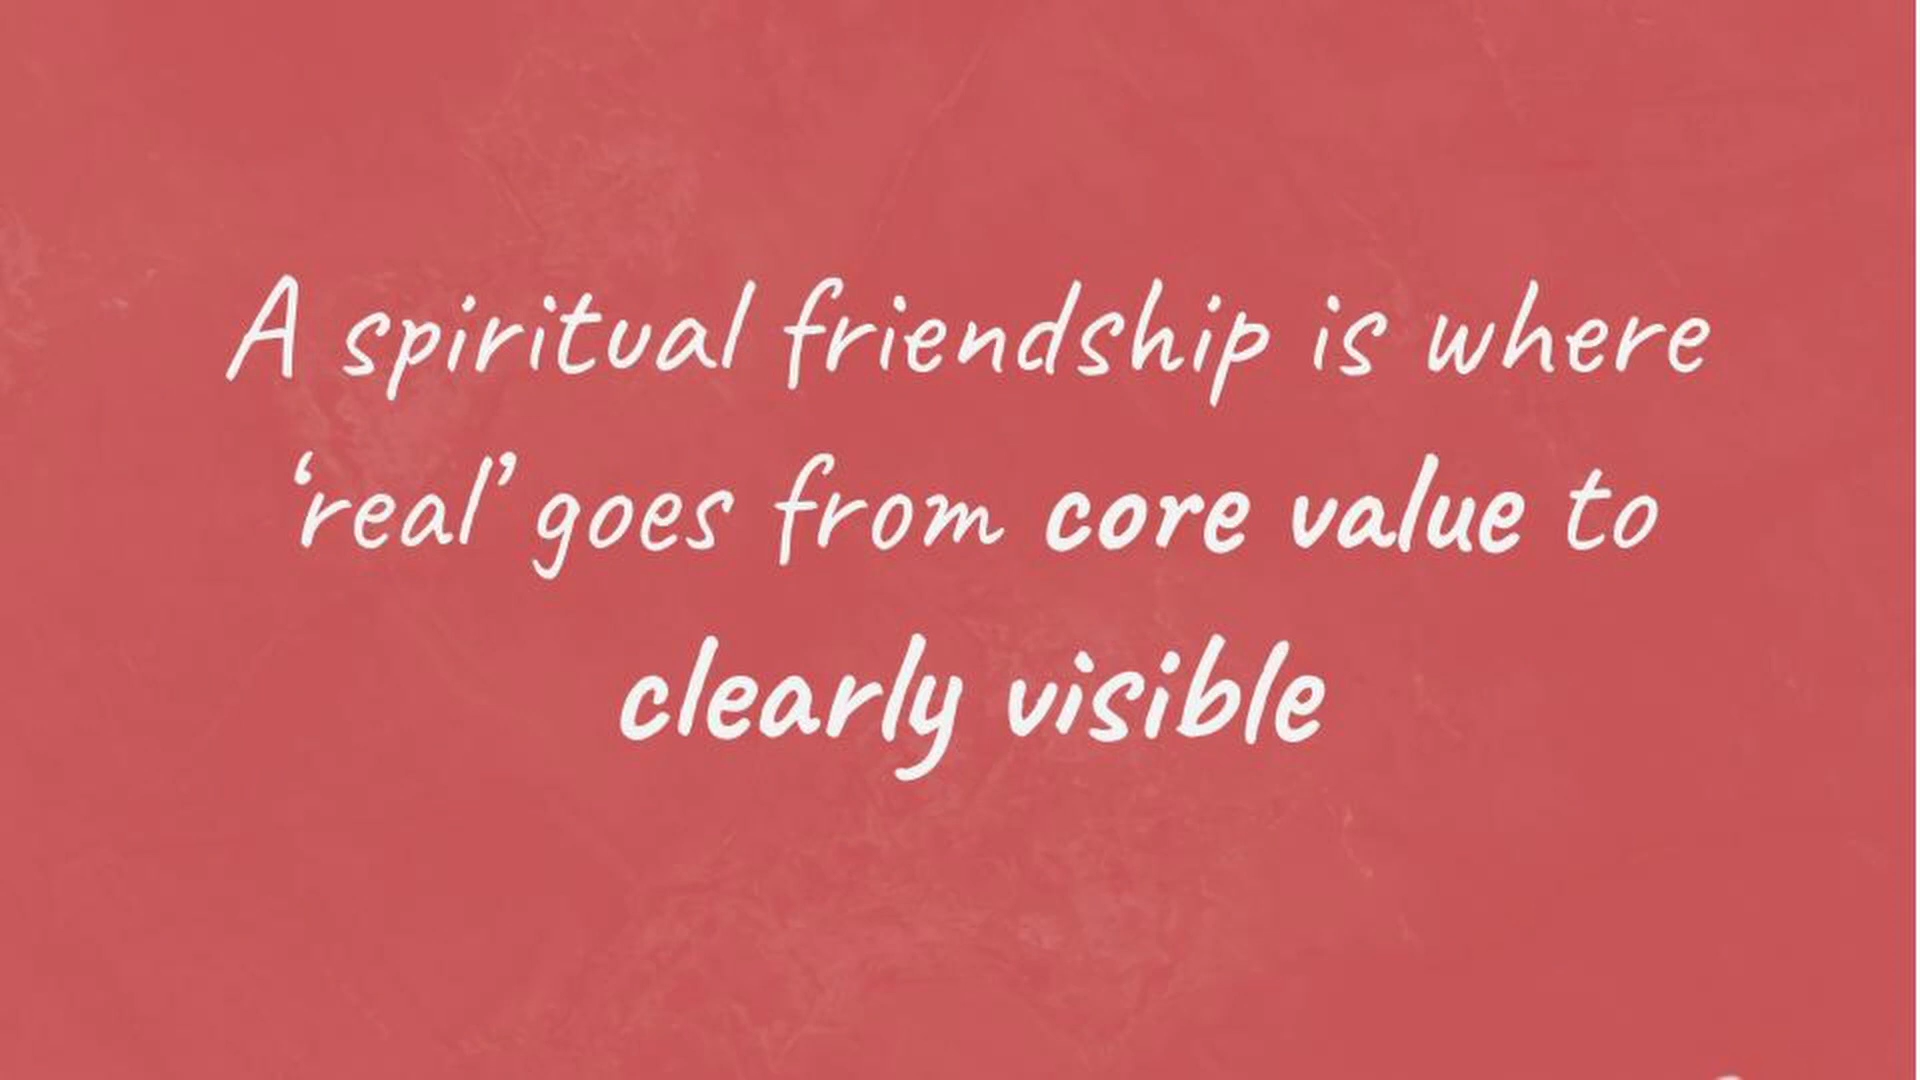 A spiritual friendship is where
‘real’ goes from core value to
clearly visible